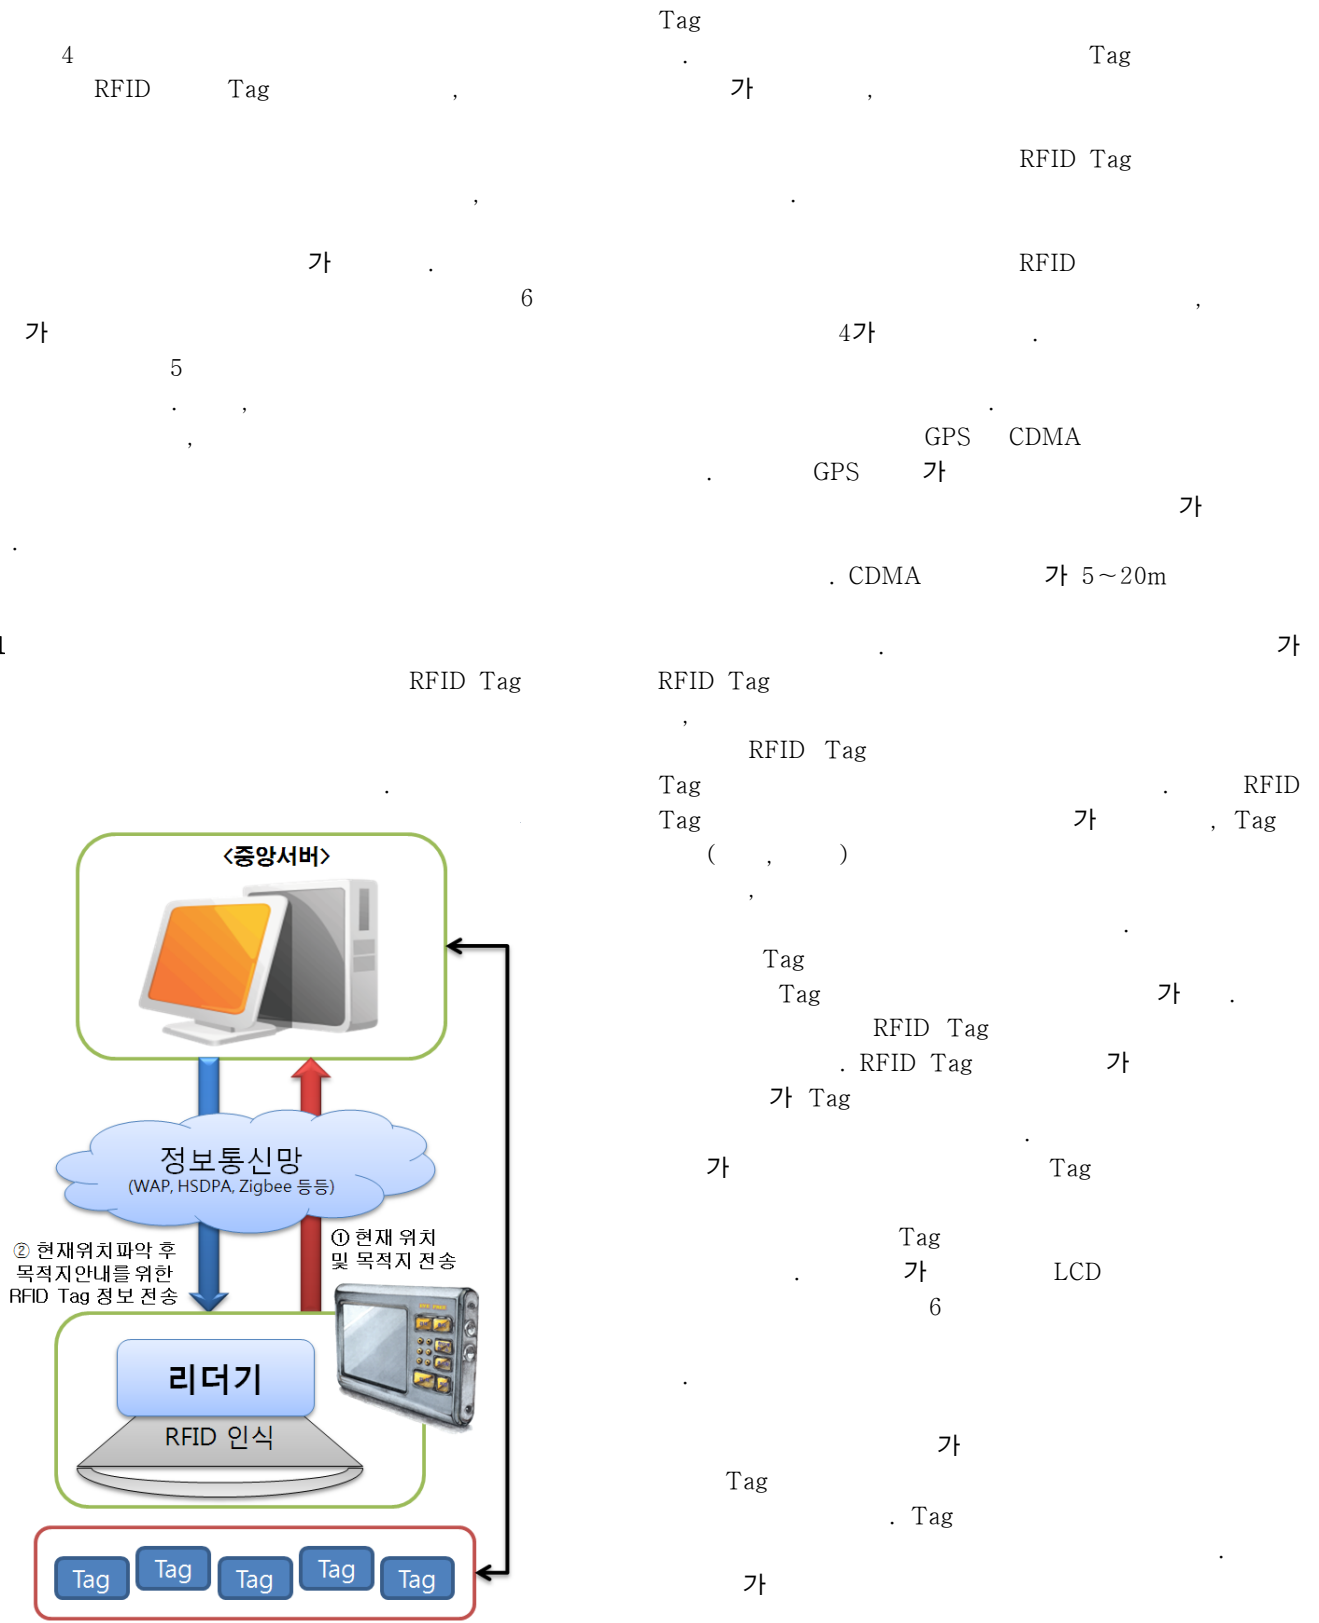 4
RFID Tag ,
,
가 .
6
가
5
. ,
,
.
1
RFID Tag
.
<중앙서버>
정보통신망
(WAP, HSDPA, Zigbee 등등)
① 현재 위치
및 목적지 전송
② 현재위치파악 후
목적지안내를 위한
RFID Tag 정보 전송
리더기
RFID 인식
Tag Tag Tag Tag Tag
Tag
. Tag
가 ,
RFID Tag
.
RFID
,
4가 .
.
GPS CDMA
. GPS 가
가
. CDMA 가 5~20m
. 가
RFID Tag
,
RFID Tag
Tag . RFID
Tag 가 , Tag
( , )
,
.
Tag
Tag 가 .
RFID Tag
. RFID Tag 가
가 Tag
.
가 Tag
Tag
. 가 LCD
6
.
가
Tag
. Tag
.
가